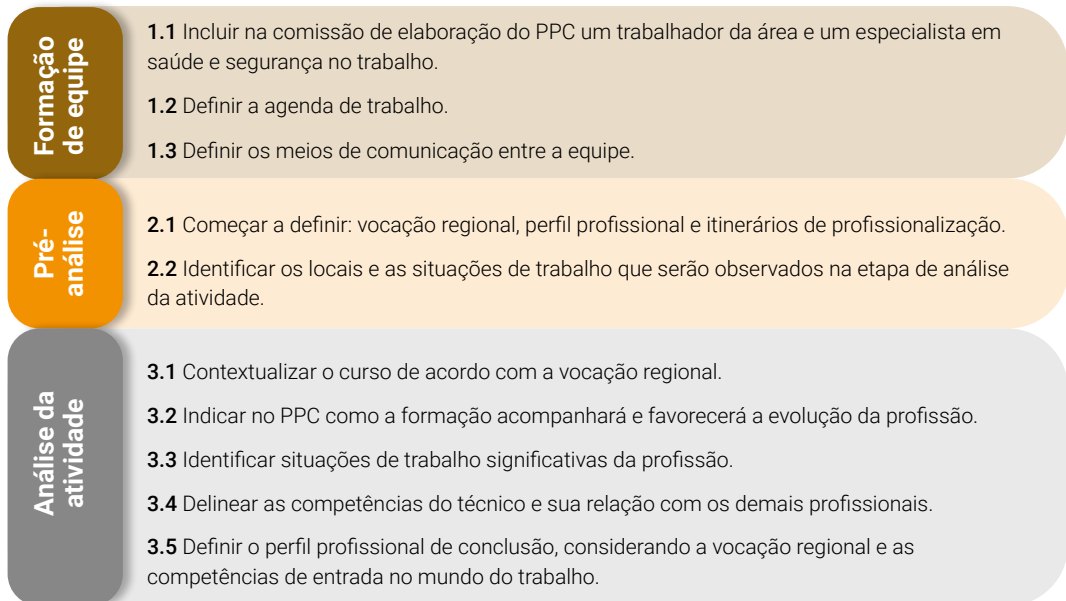 Formação
de equipe
1.1 Incluir na comissão de elaboração do PPC um trabalhador da área e um especialista em
saúde e segurança no trabalho.
1.2 Definir a agenda de trabalho.
1.3 Definir os meios de comunicação entre a equipe.
Pré-
análise
2.1 Começar a definir: vocação regional, perfil profissional e itinerários de profissionalização.
2.2 Identificar os locais e as situações de trabalho que serão observados na etapa de análise
da atividade.
Análise da
atividade
3.1 Contextualizar o curso de acordo com a vocação regional.
3.2 Indicar no PPC como a formação acompanhará e favorecerá a evolução da profissão.
3.3 Identificar situações de trabalho significativas da profissão.
3.4 Delinear as competências do técnico e sua relação com os demais profissionais.
3.5 Definir o perfil profissional de conclusão, considerando a vocação regional e as
competências de entrada no mundo do trabalho.